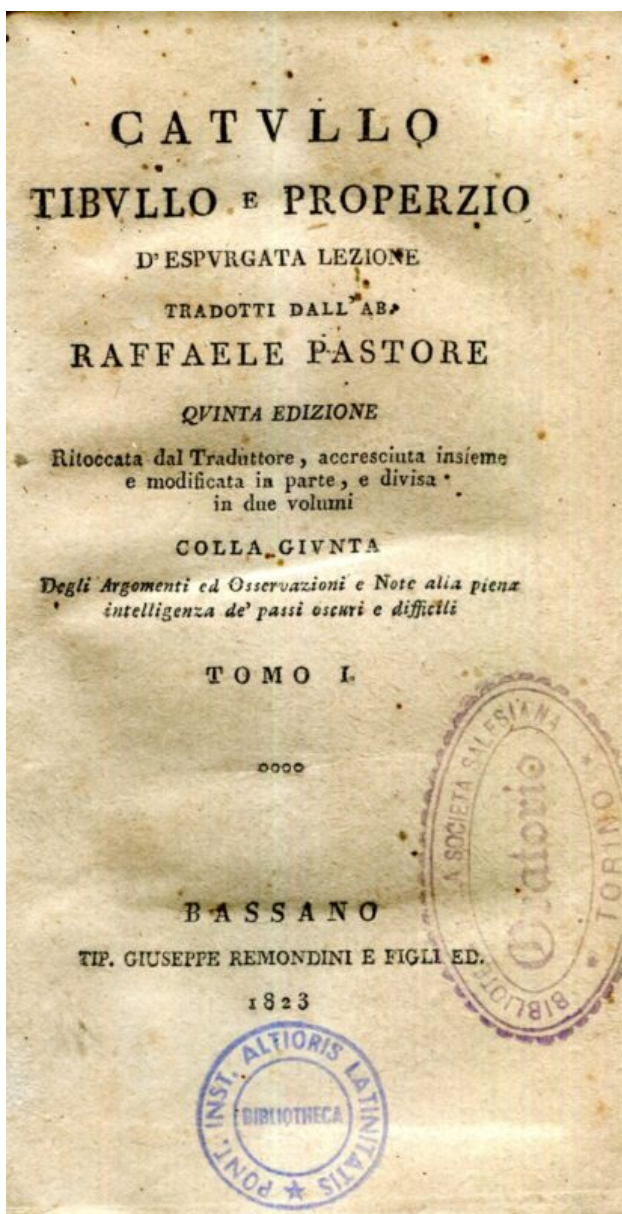 CATVLLO
TIBVLLO E PROPERZIO
D'ESPVRGATA LEZIONE
TRADOTTI DALL'AB.
RAFFAELE PASTORE
QVINTA EDIZIONE
Ritoccata dal Traduttore, accresciuta insieme
e modificata in parte, e divisa
in due volumi
COLLA GIVNTA
Degli Argomenti ed Osservazioni e Note alla piena
intelligenza de' passi oscuri e difficili
TOMO I.
BASSANO
TIP. GIUSEPPE REMONDINI E FIGLI ED.
1823
A SOCIETA SALESIANA
Oratorio
* TORINO *
PONT. INST. ALTIORIS LATINITATIS
BIBLIOTHECA